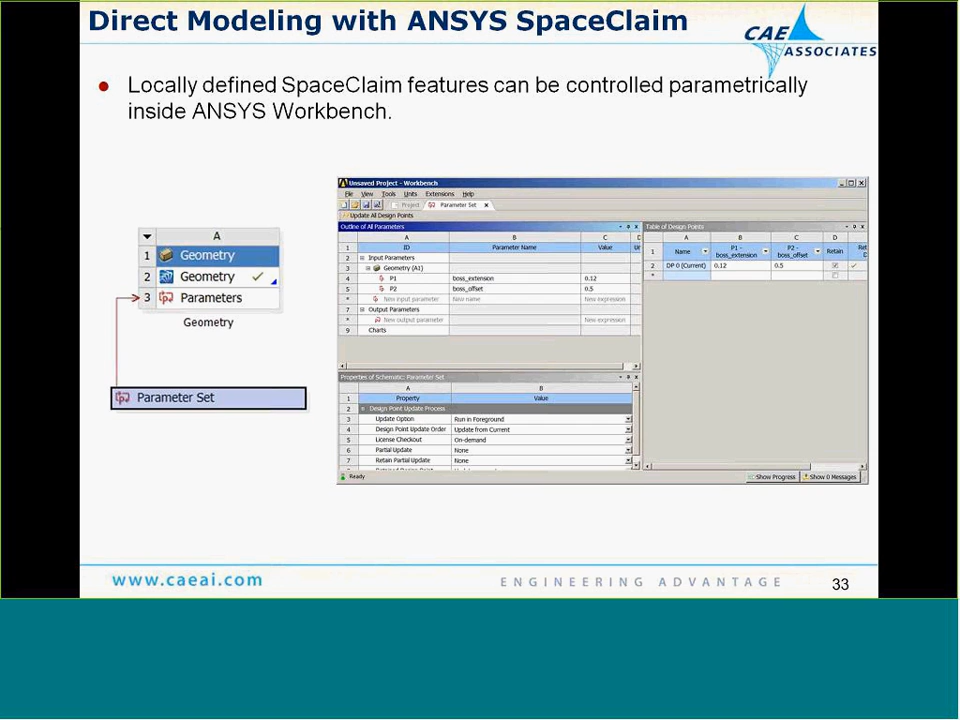 Direct Modeling with ANSYS SpaceClaim
CAE ASSOCIATES
Locally defined SpaceClaim features can be controlled parametrically
inside ANSYS Workbench.
A
1 Geometry
2 Geometry
3 Parameters
Geometry
Parameter Set
Unsaved Project - Workbench
File View Tools Units Extensions Help
Project Parameter Set
Update All Design Points
Outline of All Parameters
A B C
1 ID Parameter Name Value
2 Input Parameters
3 Geometry (A1)
4 P1 boss_extension 0.12
5 P2 boss_offset 0.5
* New input parameter New name New expression
7 Output Parameters
* New output parameter New expression
9 Charts
Table of Design Points
A B C D
1 Name P1 - boss_extension P2 - boss_offset Retain
2 DP 0 (Current) 0.12 0.5
*
Properties of Schematic: Parameter Set
A B
1 Property Value
2 Design Point Update Process
3 Update Option Run in Foreground
4 Design Point Update Order Update from Current
5 License Checkout On-demand
6 Partial Update None
7 Retain Partial Update None
Ready
Show Progress Show 0 Messages
www.caeai.com
ENGINEERING ADVANTAGE
33